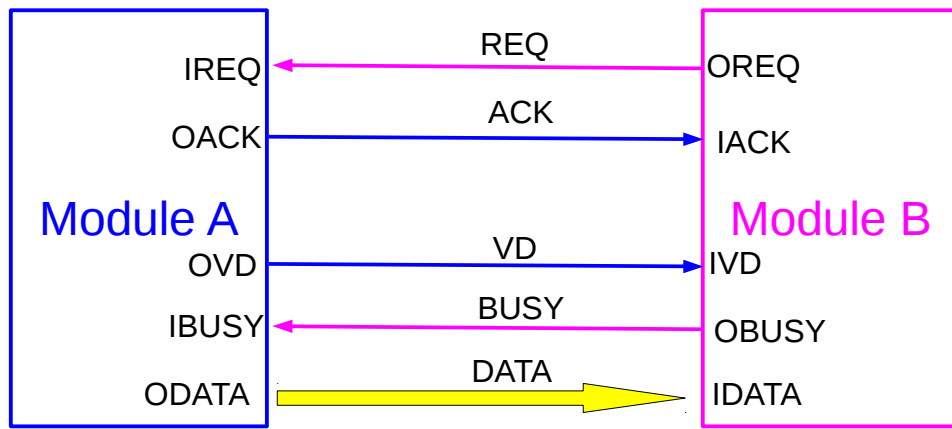 REQ
IREQ
OREQ
ACK
OACK
IACK
Module A
Module B
VD
OVD
IVD
BUSY
IBUSY
OBUSY
DATA
ODATA
IDATA